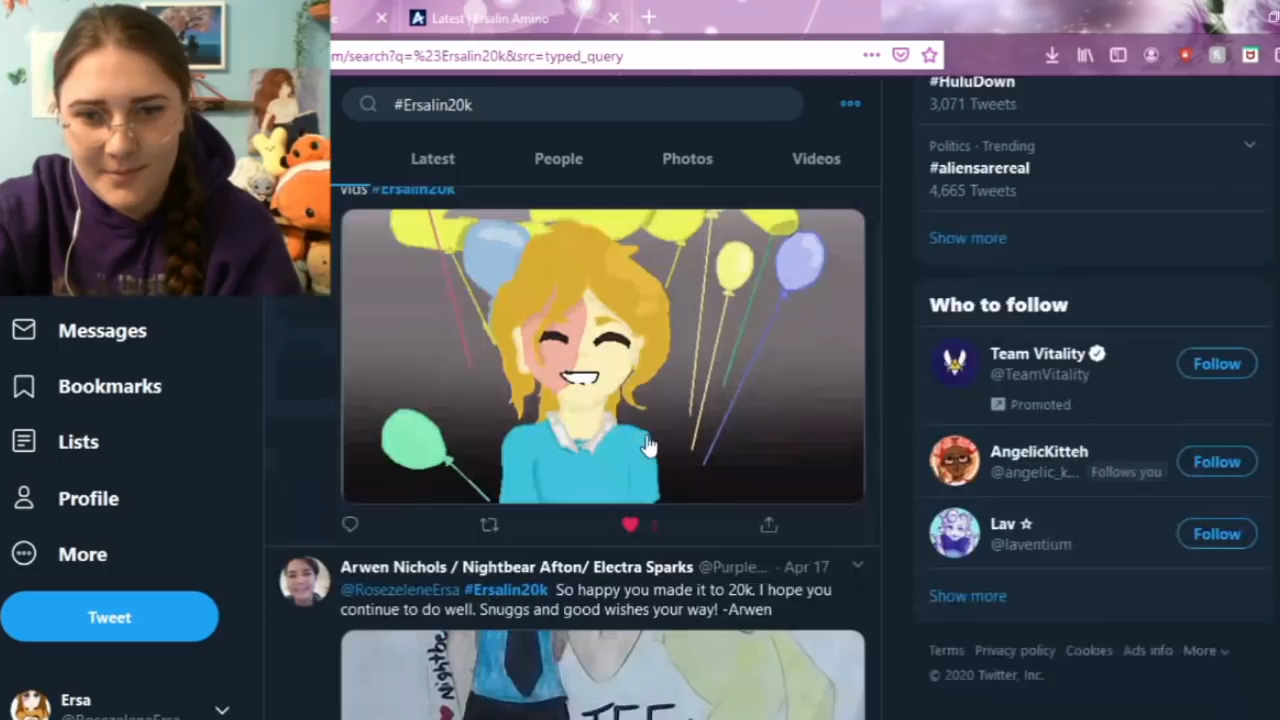 Latest | Ersalin Amino
m/search?q=%23Ersalin20k&src=typed_query
#Ersalin20k
Latest
People
Photos
Videos
vids #Ersalin20k
Arwen Nichols / Nightbear Afton/ Electra Sparks @Purple... · Apr 17
@RosezeleneErsa #Ersalin20k So happy you made it to 20k. I hope you
continue to do well. Snuggs and good wishes your way! -Arwen
Nightbe
Messages
Bookmarks
Lists
Profile
More
Tweet
Ersa
@RosezeleneErsa
#HuluDown
3,071 Tweets
Politics · Trending
#aliensarereal
4,665 Tweets
Show more
Who to follow
Team Vitality
@TeamVitality
Promoted
Follow
AngelicKitteh
@angelic_k... Follows you
Follow
Lav ☆
@laventium
Follow
Show more
Terms Privacy policy Cookies Ads info More
© 2020 Twitter, Inc.